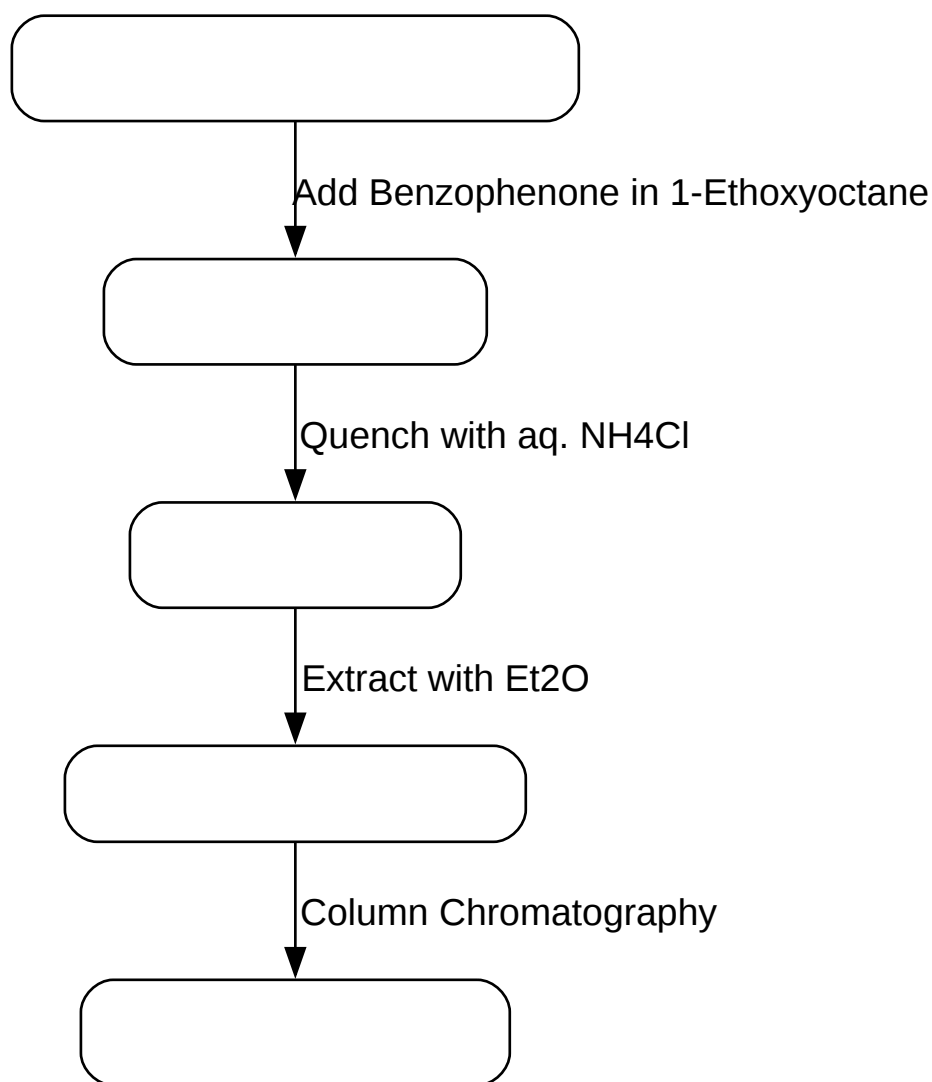 Add Benzophenone in 1-Ethoxyoctane
Quench with aq. NH4Cl
Extract with Et2O
Column Chromatography